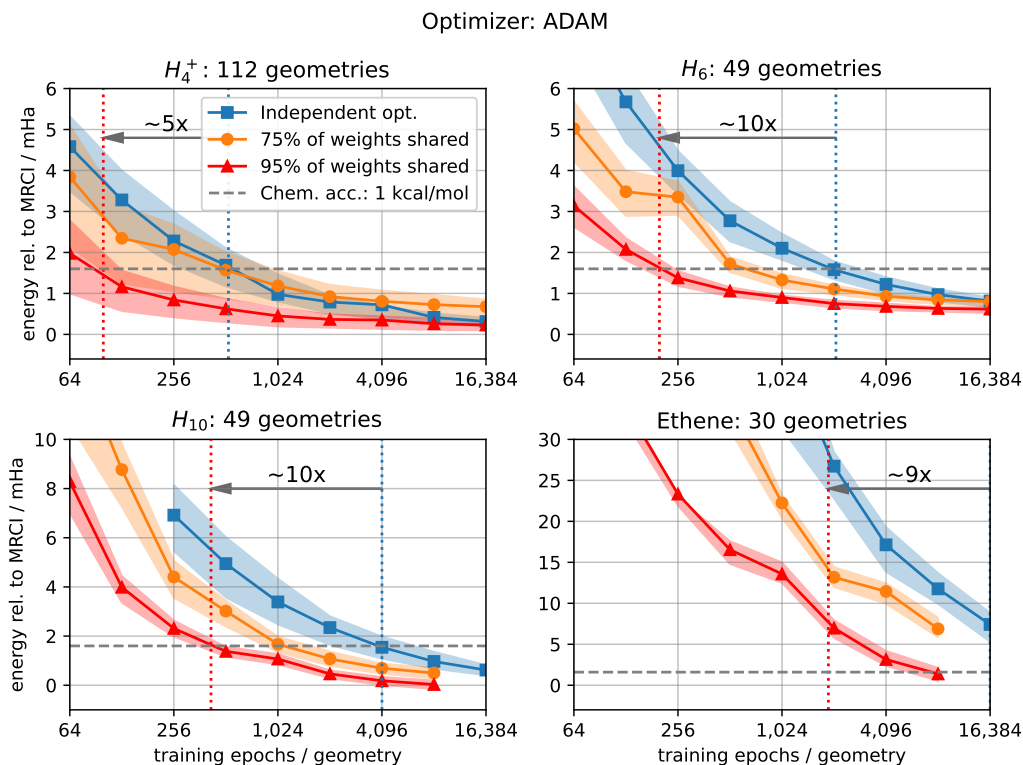 Optimizer: ADAM
H₄⁺: 112 geometries
energy rel. to MRCI / mHa
6
5
4
3
2
1
0
~5x
Independent opt.
75% of weights shared
95% of weights shared
Chem. acc.: 1 kcal/mol
64
256
1,024
4,096
16,384
H₆: 49 geometries
6
5
4
3
2
1
0
~10x
64
256
1,024
4,096
16,384
H₁₀: 49 geometries
energy rel. to MRCI / mHa
10
8
6
4
2
0
~10x
64
256
1,024
4,096
16,384
training epochs / geometry
Ethene: 30 geometries
30
25
20
15
10
5
0
~9x
64
256
1,024
4,096
16,384
training epochs / geometry